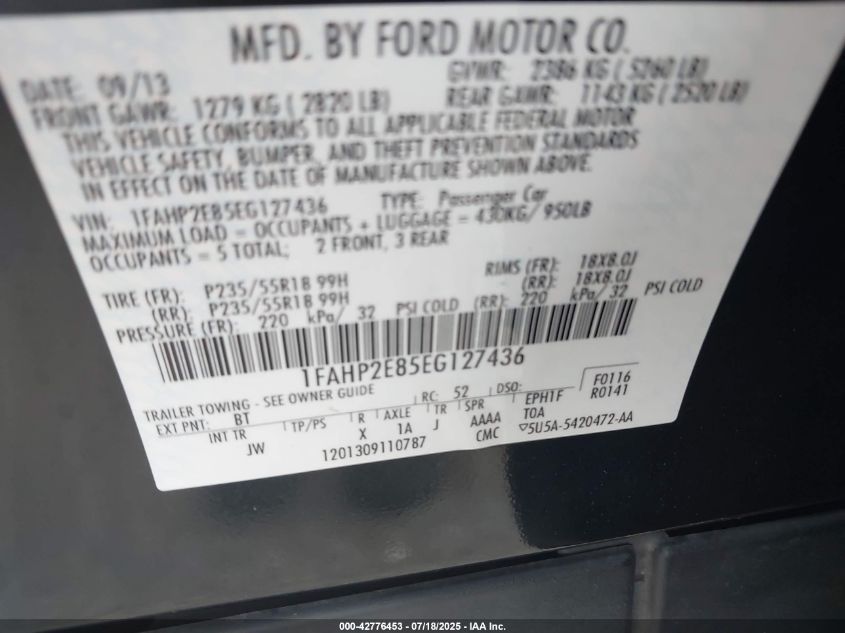 MFD. BY FORD MOTOR CO.
DATE: 09/13 GVWR: 2386 KG ( 5260 LB)
FRONT GAWR: 1279 KG ( 2820 LB) REAR GAWR: 1143 KG ( 2520 LB)
THIS VEHICLE CONFORMS TO ALL APPLICABLE FEDERAL MOTOR
VEHICLE SAFETY, BUMPER, AND THEFT PREVENTION STANDARDS
IN EFFECT ON THE DATE OF MANUFACTURE SHOWN ABOVE.
VIN: 1FAHP2E85EG127436 TYPE: Passenger Car
MAXIMUM LOAD = OCCUPANTS + LUGGAGE = 430KG/ 950LB
OCCUPANTS = 5 TOTAL; 2 FRONT, 3 REAR
TIRE (FR): P235/55R18 99H RIMS (FR): 18X8.0J
(RR): P235/55R18 99H (RR): 18X8.0J
PRESSURE (FR): 220 kPa/ 32 PSI COLD (RR): 220 kPa/ 32 PSI COLD
1FAHP2E85EG127436
TRAILER TOWING - SEE OWNER GUIDE RC: 52 DSO: F0116
EXT PNT: BT EPH1F R0141
INT TR TP/PS R AXLE TR SPR TOA
JW X 1A J AAAA ▽5U5A-5420472-AA
1201309110787 CMC
000-42776453 - 07/18/2025 - IAA Inc.